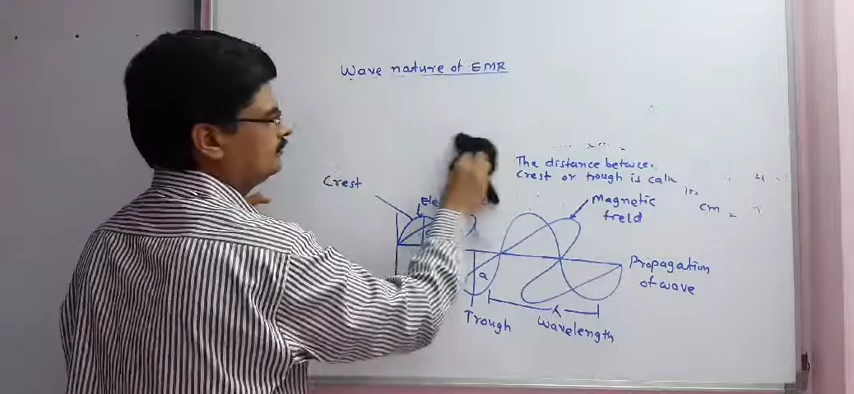 Wave nature of EMR
The distance between
Crest or trough is
Crest
Magnetic
field
cm =
Propagation
of wave
a
Trough
λ
Wavelength